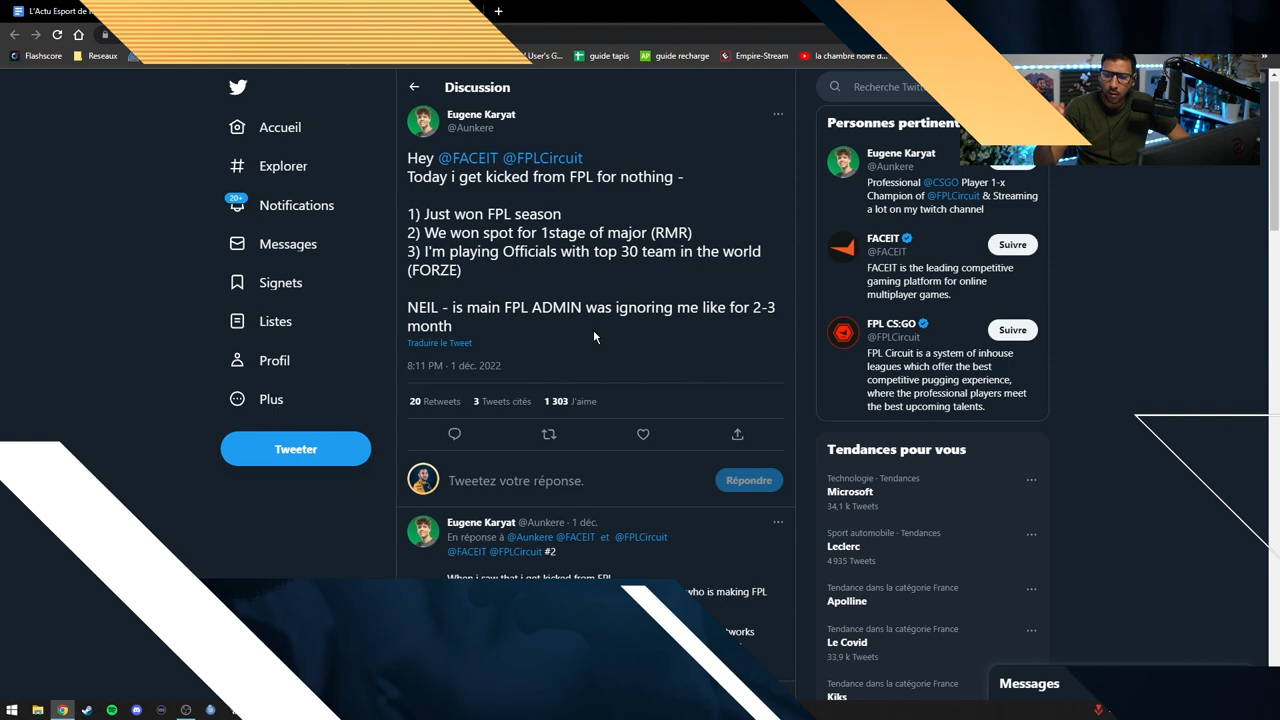 L'Actu Esport de
Flashscore
Reseaux
User's G...
guide tapis
guide recharge
Empire-Stream
la chambre noire d...
Accueil
Explorer
20+
Notifications
Messages
Signets
Listes
Profil
Plus
Tweeter
Discussion
Eugene Karyat
@Aunkere
Hey @FACEIT @FPLCircuit
Today i get kicked from FPL for nothing -
1) Just won FPL season
2) We won spot for 1stage of major (RMR)
3) I'm playing Officials with top 30 team in the world
(FORZE)
NEIL - is main FPL ADMIN was ignoring me like for 2-3
month
Traduire le Tweet
8:11 PM · 1 déc. 2022
20 Retweets 3 Tweets cités 1 303 J'aime
Tweetez votre réponse.
Répondre
Eugene Karyat @Aunkere · 1 déc.
En réponse à @Aunkere @FACEIT et @FPLCircuit
@FACEIT @FPLCircuit #2
When i saw that i get kicked from FPL
who is making FPL
tworks
Recherche Twitt
Personnes pertinent
Eugene Karyat
@Aunkere
Professional @CSGO Player 1-x
Champion of @FPLCircuit & Streaming
a lot on my twitch channel
FACEIT
@FACEIT
Suivre
FACEIT is the leading competitive
gaming platform for online
multiplayer games.
FPL CS:GO
@FPLCircuit
Suivre
FPL Circuit is a system of inhouse
leagues which offer the best
competitive pugging experience,
where the professional players meet
the best upcoming talents.
Tendances pour vous
Technologie · Tendances
Microsoft
34,1 k Tweets
Sport automobile · Tendances
Leclerc
4 935 Tweets
Tendance dans la catégorie France
Apolline
Tendance dans la catégorie France
Le Covid
33,9 k Tweets
Tendance dans la catégorie France
Kiks
Messages